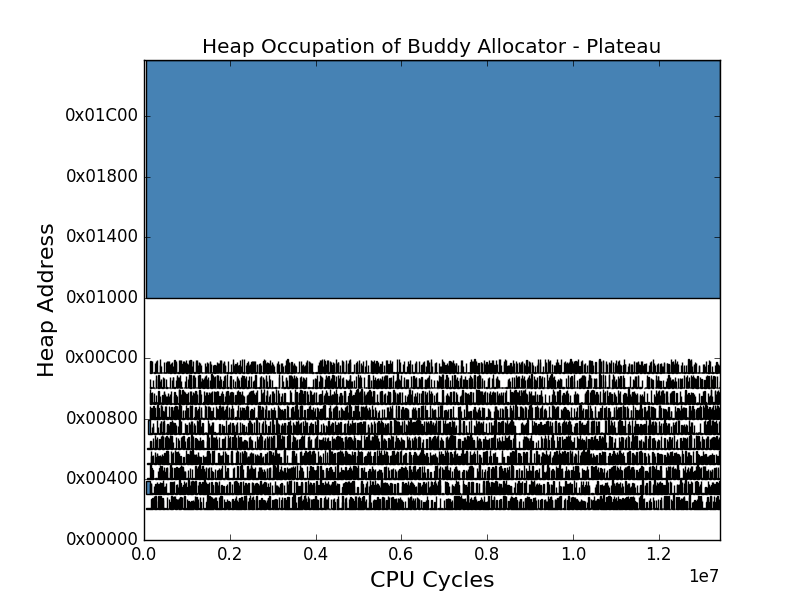 Heap Occupation of Buddy Allocator - Plateau
0x01C00
0x01800
0x01400
0x01000
0x00C00
0x00800
0x00400
0x00000
Heap Address
0.0 0.2 0.4 0.6 0.8 1.0 1.2
1e7
CPU Cycles